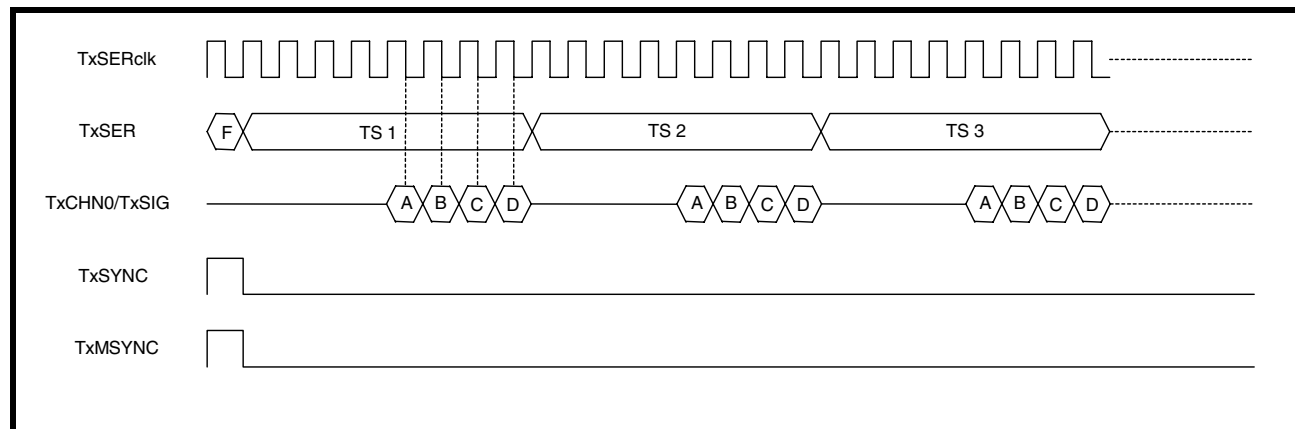 TxSERclk
TxSER F TS 1 TS 2 TS 3
TxCHN0/TxSIG A B C D A B C D A B C D
TxSYNC
TxMSYNC